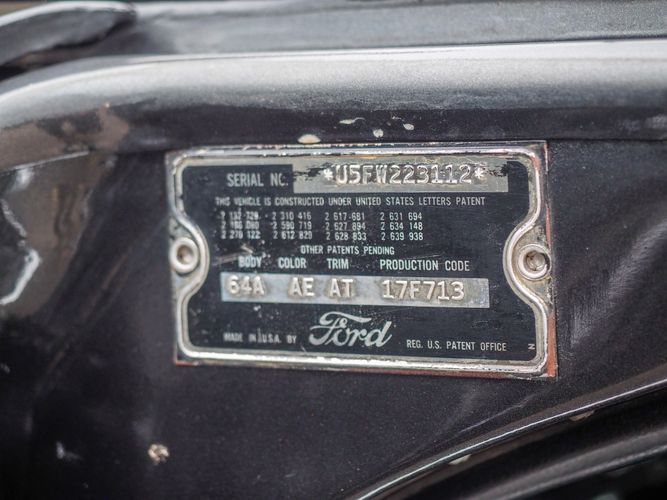 SERIAL NO. *U5FW223112*
THIS VEHICLE IS CONSTRUCTED UNDER UNITED STATES LETTERS PATENT
2 310 416 2 617-681 2 631 694
2 590 719 2 627 894 2 634 148
2 612 829 2 628 833 2 639 938
OTHER PATENTS PENDING
BODY COLOR TRIM PRODUCTION CODE
64A AE AT 17F713
MADE IN U.S.A. BY Ford REG. U.S. PATENT OFFICE N